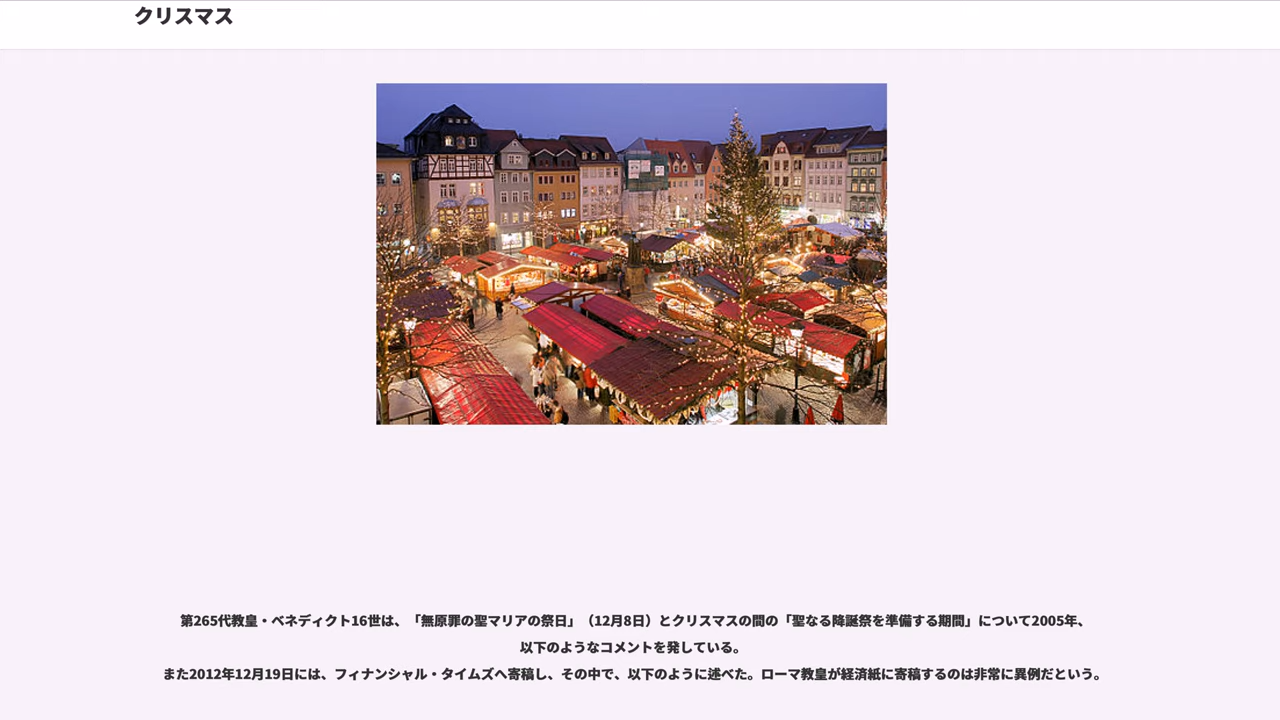 クリスマス
第265代教皇・ベネディクト16世は、「無原罪の聖マリアの祭日」（12月8日）とクリスマスの間の「聖なる降誕祭を準備する期間」について2005年、
以下のようなコメントを発している。
また2012年12月19日には、フィナンシャル・タイムズへ寄稿し、その中で、以下のように述べた。ローマ教皇が経済紙に寄稿するのは非常に異例だという。